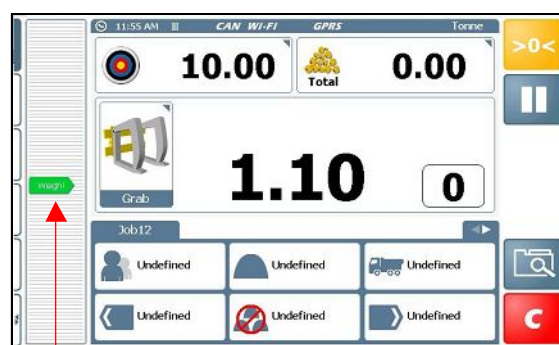 11:55 AM CAN WI-FI GPRS Tonne
10.00 Total 0.00 >0<
Weight
Grab 1.10 0
Job12
Undefined Undefined Undefined
Undefined Undefined Undefined
C